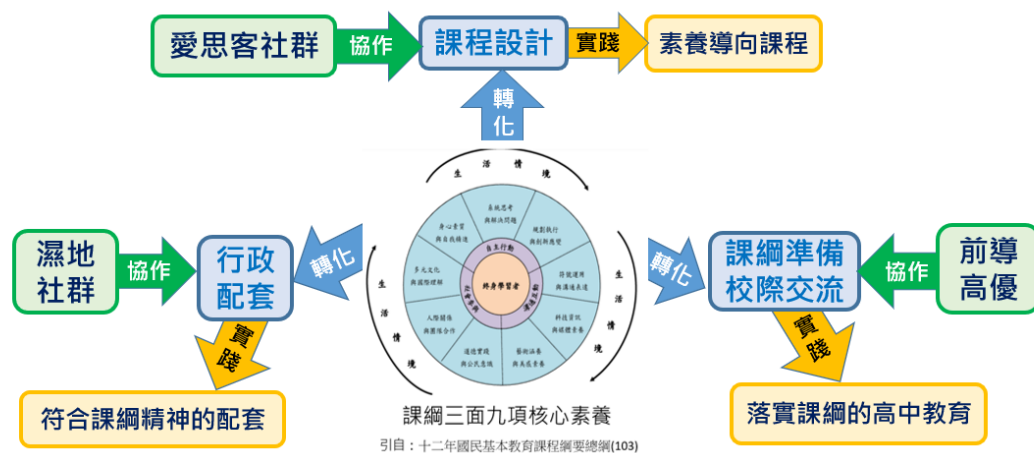 愛思客社群
協作
課程設計
實踐
素養導向課程
轉化
生活情境
系統思考
與解決問題
身心素質
與自我精進
規劃執行
與創新應變
自主行動
多元文化
與國際理解
符號運用
與溝通表達
社會參與
終身學習者
溝通互動
人際關係
與團隊合作
科技資訊
與媒體素養
道德實踐
與公民意識
藝術涵養
與美感素養
生活情境
生活情境
濕地
社群
協作
行政
配套
轉化
實踐
符合課綱精神的配套
轉化
課綱準備
校際交流
協作
前導
高優
實踐
落實課綱的高中教育
課綱三面九項核心素養
引自：十二年國民基本教育課程綱要總綱(103)